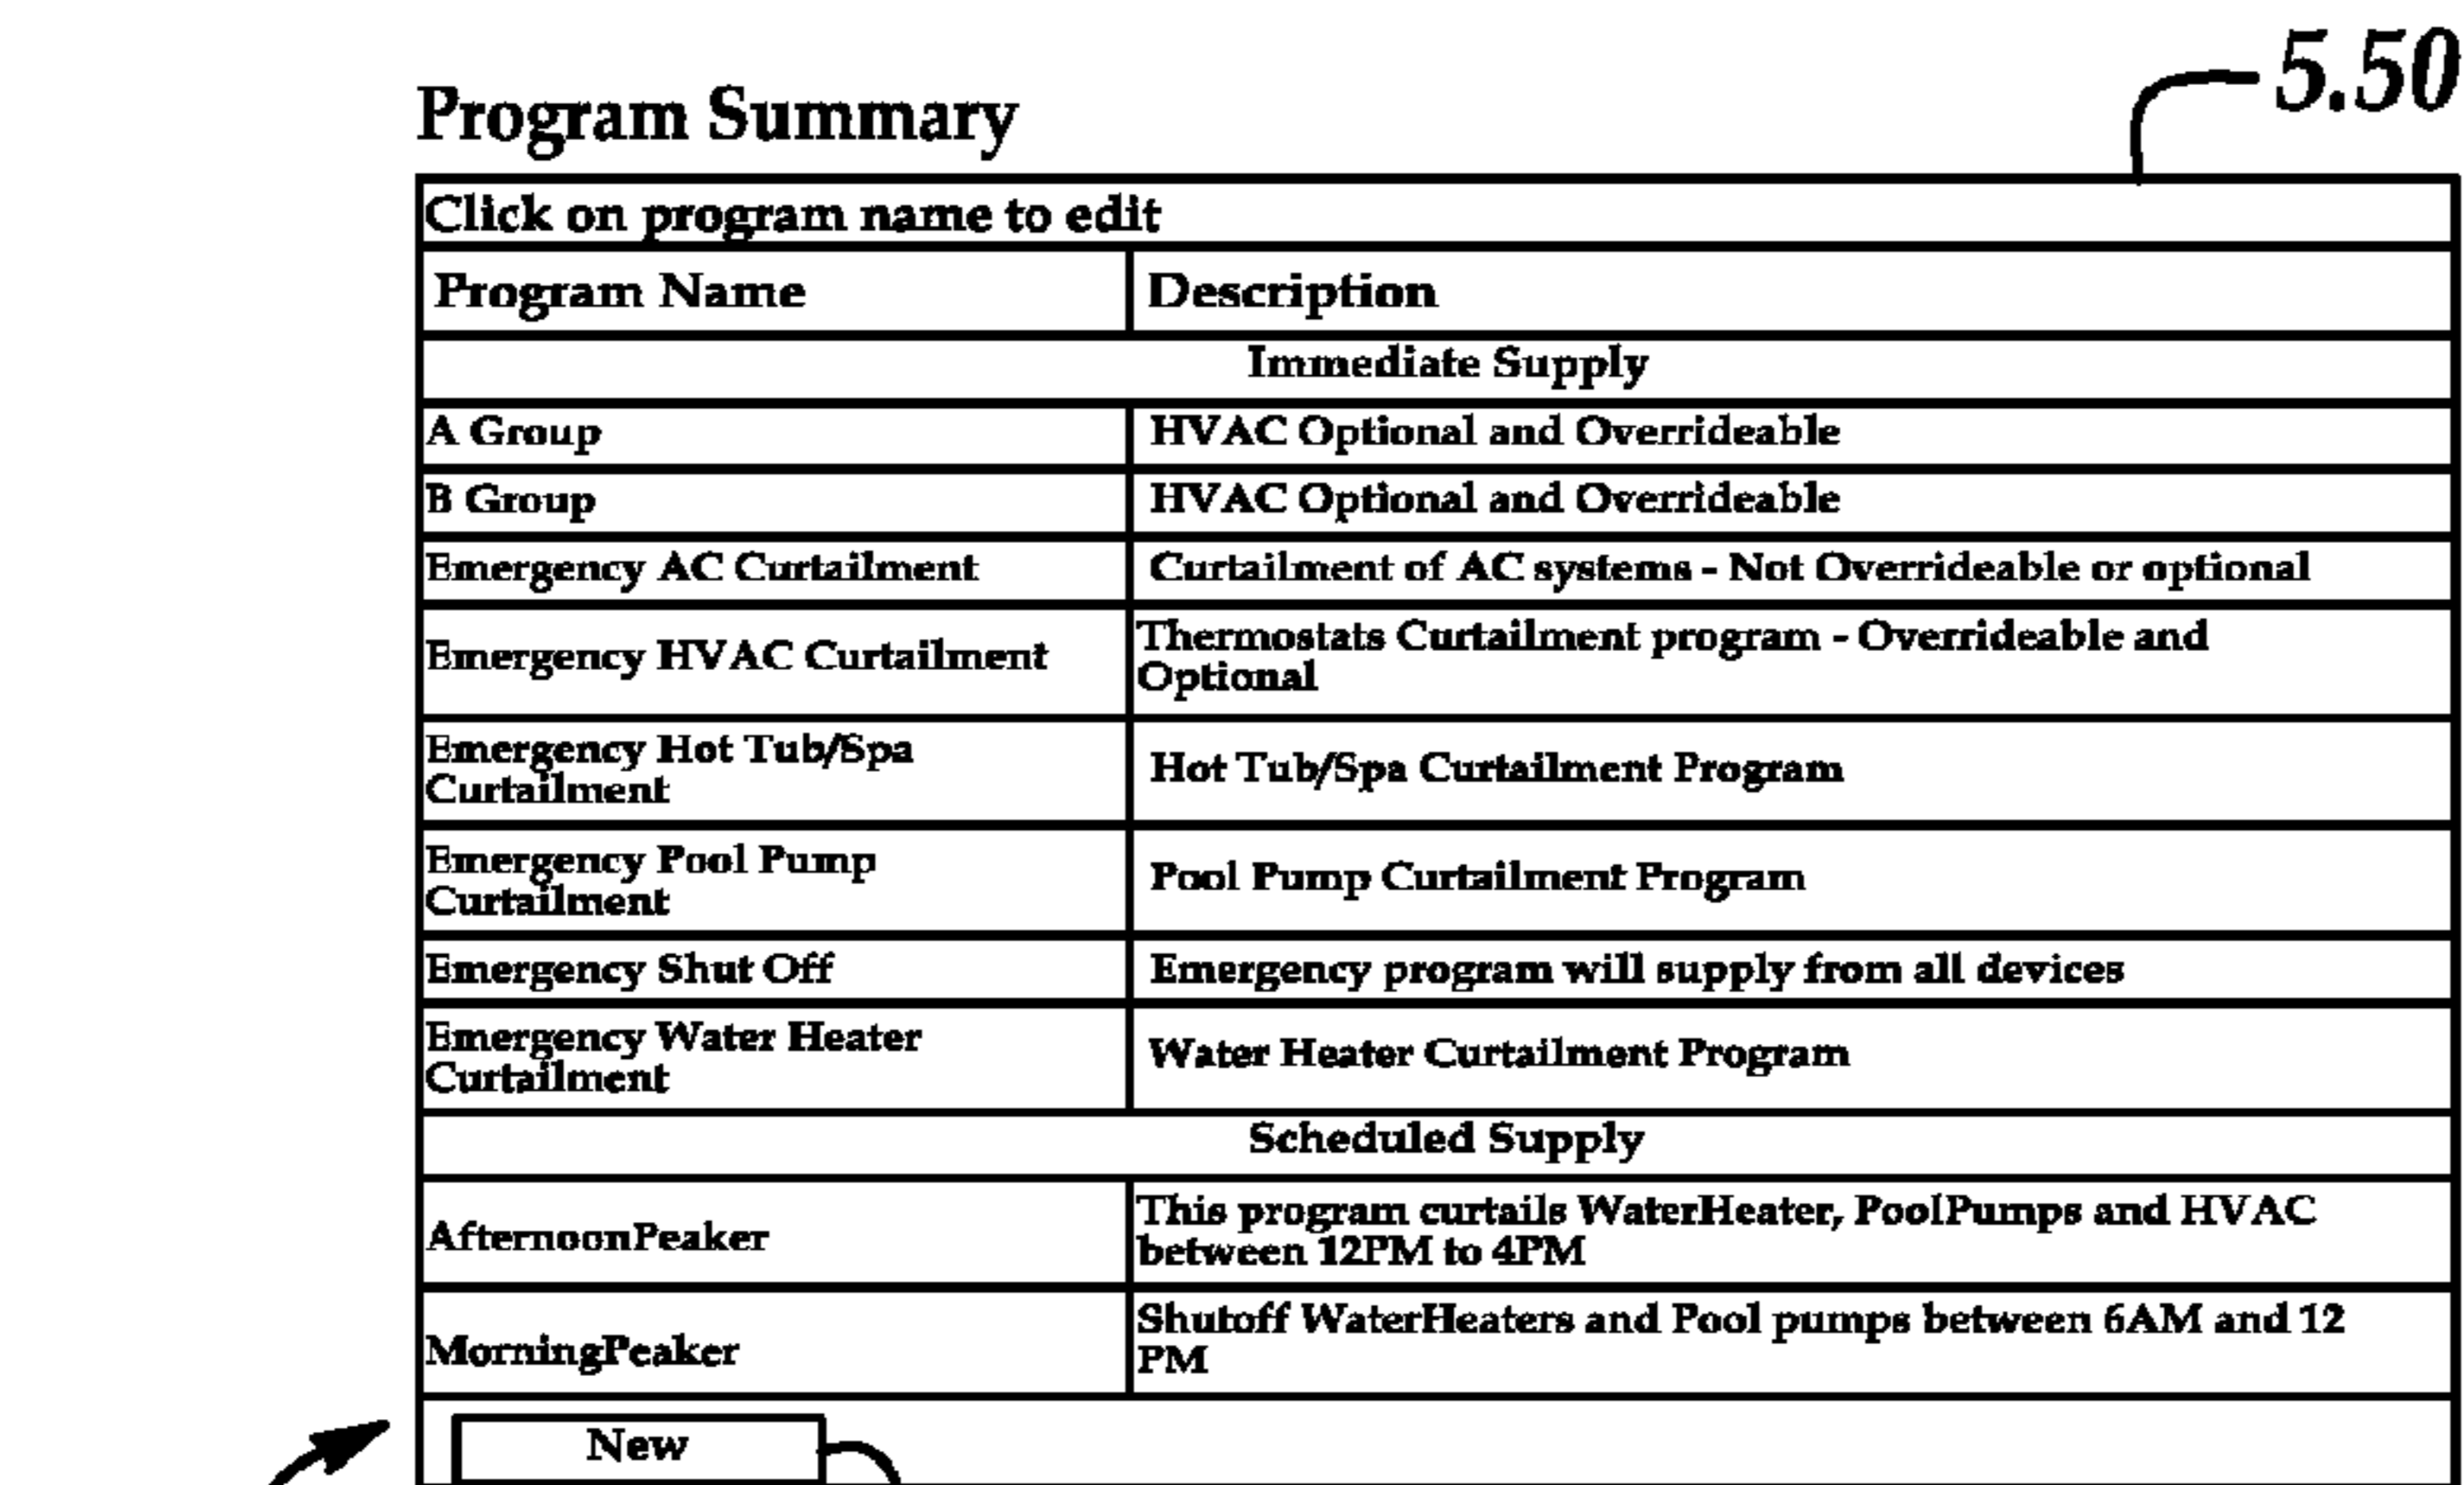 5.50
Program Summary
Click on program name to edit
Program Name Description
Immediate Supply
A Group HVAC Optional and Overrideable
B Group HVAC Optional and Overrideable
Emergency AC Curtailment Curtailment of AC systems - Not Overrideable or optional
Emergency HVAC Curtailment Thermostats Curtailment program - Overrideable and
Optional
Emergency Hot Tub/Spa
Curtailment
Hot Tub/Spa Curtailment Program
Emergency Pool Pump
Curtailment
Pool Pump Curtailment Program
Emergency Shut Off Emergency program will supply from all devices
Emergency Water Heater
Curtailment
Water Heater Curtailment Program
Scheduled Supply
AfternoonPeaker This program curtails WaterHeater, PoolPumps and HVAC
between 12PM to 4PM
MorningPeaker Shutoff WaterHeaters and Pool pumps between 6AM and 12
PM
New